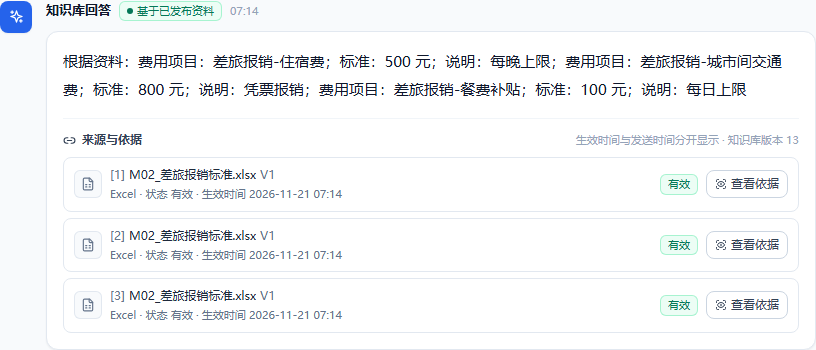 知识库回答 基于已发布资料 07:14
根据资料：费用项目：差旅报销-住宿费；标准：500 元；说明：每晚上限；费用项目：差旅报销-城市间交通
费；标准：800 元；说明：凭票报销；费用项目：差旅报销-餐费补贴；标准：100 元；说明：每日上限
来源与依据 生效时间与发送时间分开显示 · 知识库版本 13
[1] M02_差旅报销标准.xlsx V1
Excel · 状态 有效 · 生效时间 2026-11-21 07:14
有效 查看依据
[2] M02_差旅报销标准.xlsx V1
Excel · 状态 有效 · 生效时间 2026-11-21 07:14
有效 查看依据
[3] M02_差旅报销标准.xlsx V1
Excel · 状态 有效 · 生效时间 2026-11-21 07:14
有效 查看依据